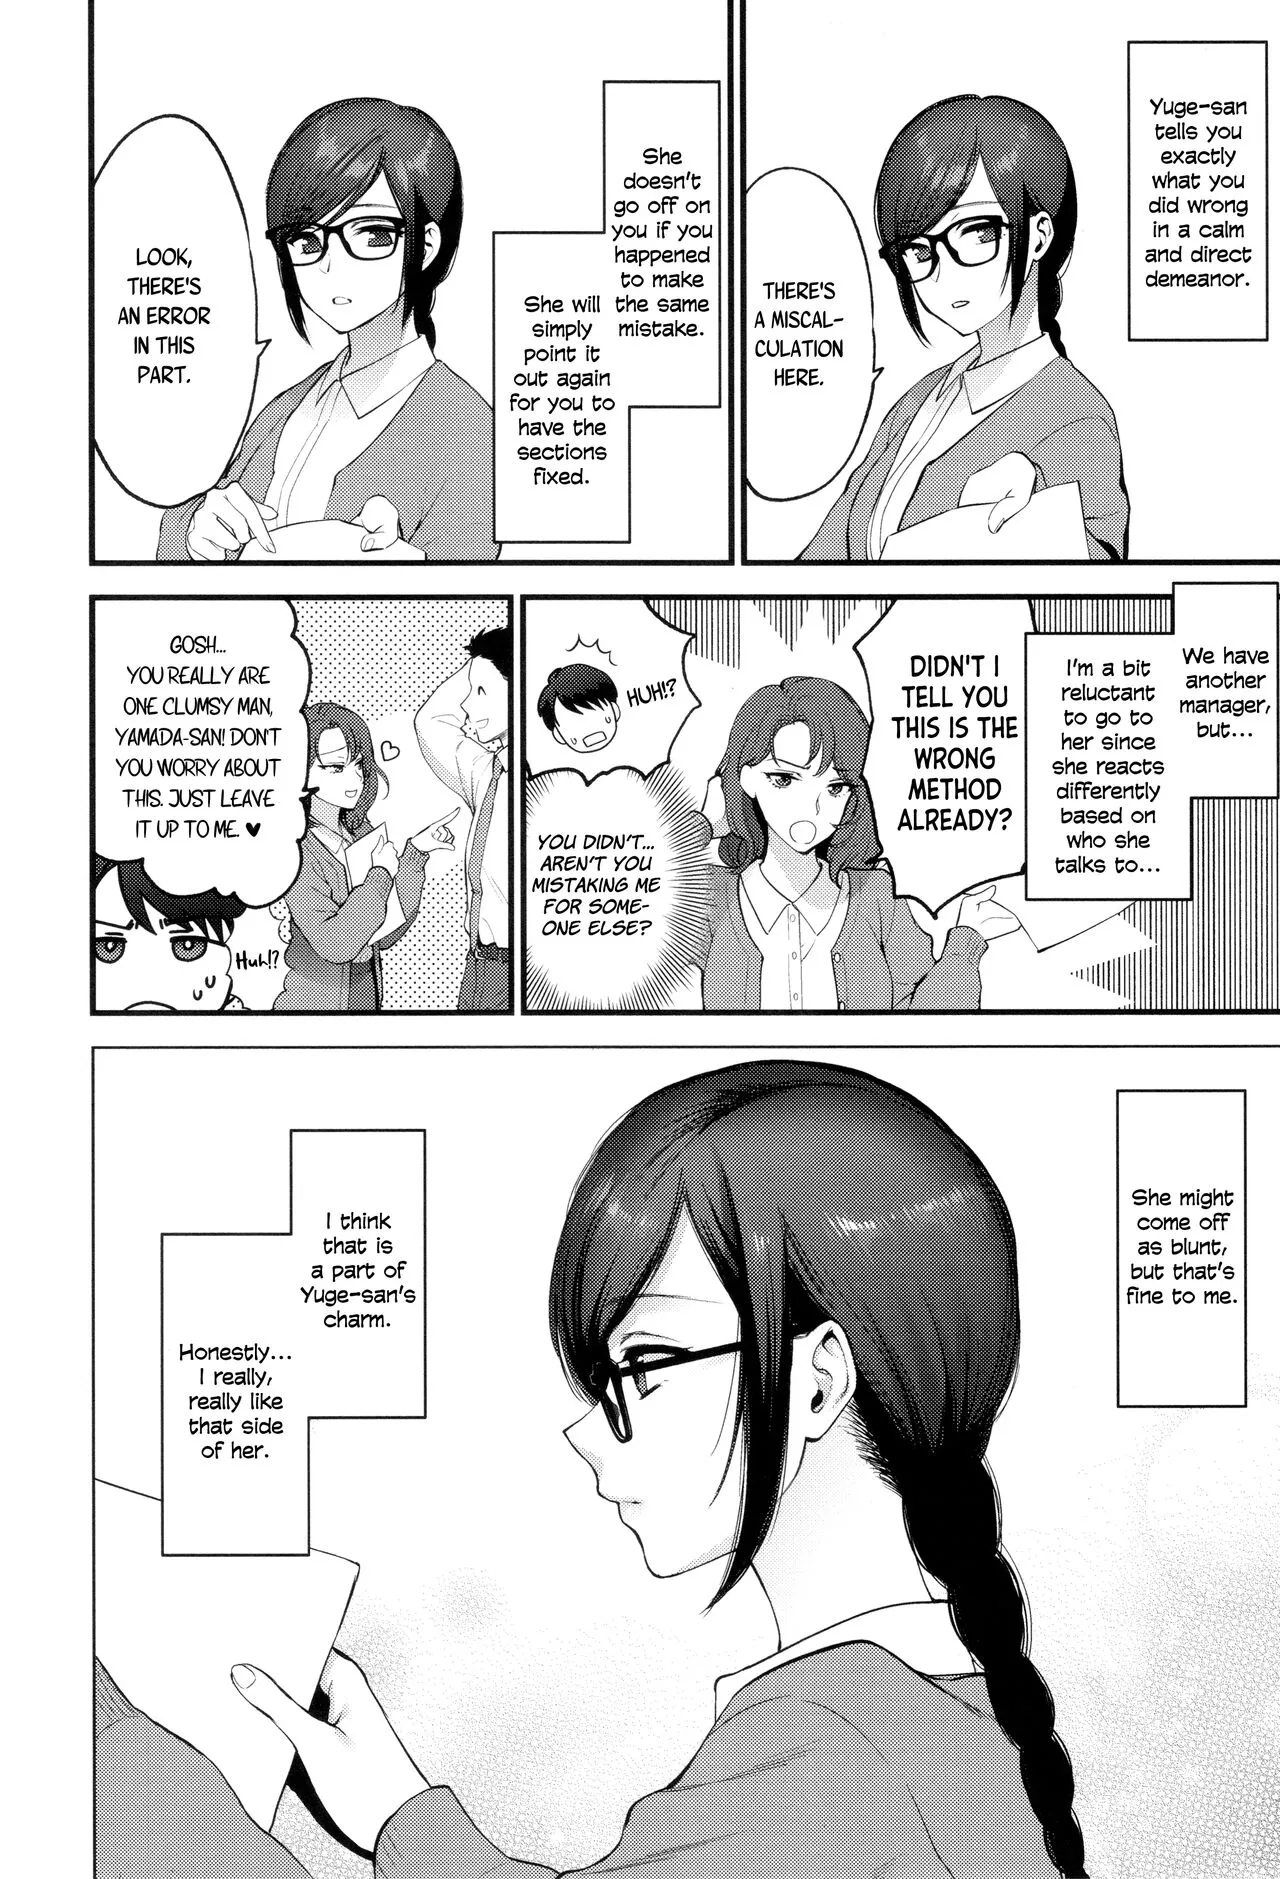 Yuge-san
tells you
exactly
what you
did wrong
in a calm
and direct
demeanor.
THERE'S
A MISCAL-
CULATION
HERE.
She
doesn't
go off on
you if you
happened
to make
the same
mistake.
She will
simply
point it
out again
for you to
have the
sections
fixed.
LOOK,
THERE'S
AN ERROR
IN THIS
PART.
We have
another
manager,
but...
I'm a bit
reluctant
to go to
her since
she reacts
differently
based on
who she
talks to...
DIDN'T I
TELL YOU
THIS IS THE
WRONG
METHOD
ALREADY?
HUH!?
YOU DIDN'T...
AREN'T YOU
MISTAKING ME
FOR SOME-
ONE ELSE?
GOSH...
YOU REALLY ARE
ONE CLUMSY MAN,
YAMADA-SAN! DON'T
YOU WORRY ABOUT
THIS. JUST LEAVE
IT UP TO ME. ♥
Huh!?
She might
come off
as blunt,
but that's
fine to me.
I think
that is
a part of
Yuge-san's
charm.
Honestly...
I really,
really like
that side
of her.